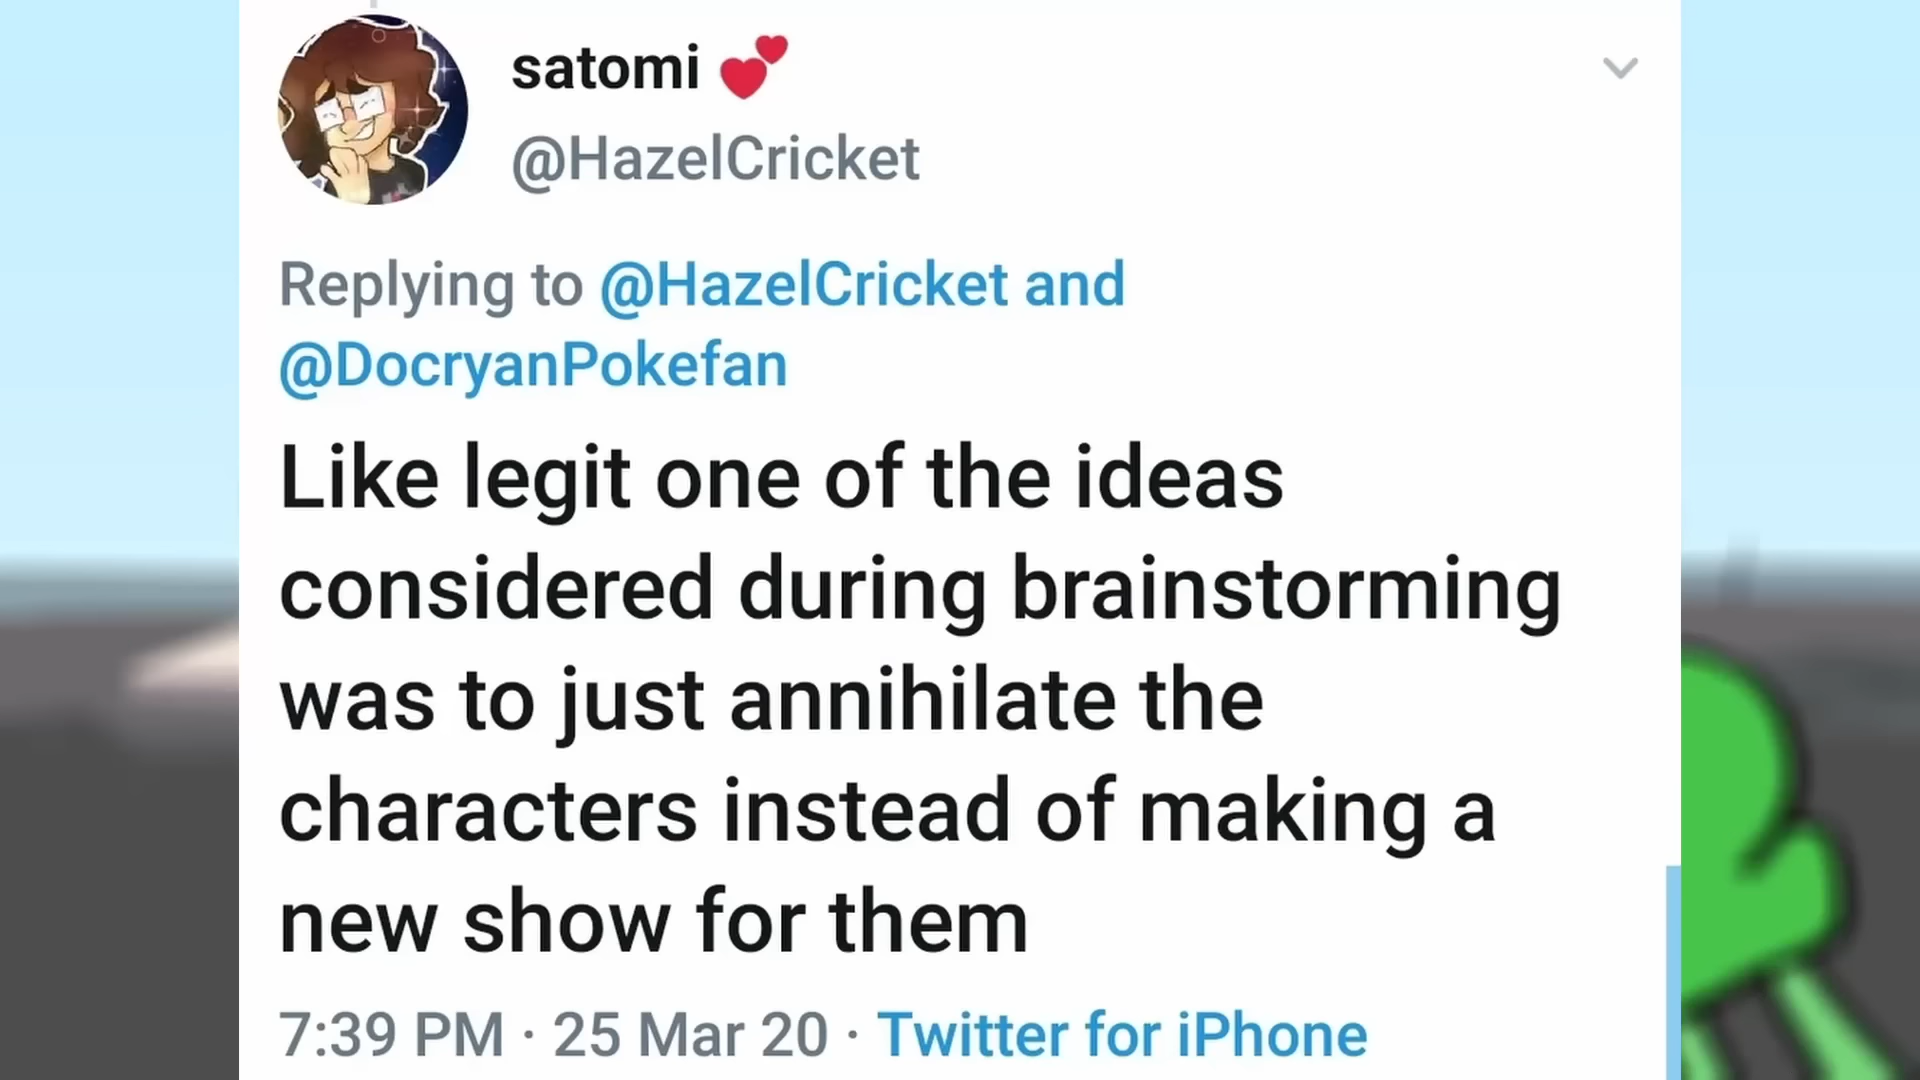 satomi 💕
@HazelCricket
Replying to @HazelCricket and
@DocryanPokefan
Like legit one of the ideas
considered during brainstorming
was to just annihilate the
characters instead of making a
new show for them
7:39 PM · 25 Mar 20 · Twitter for iPhone